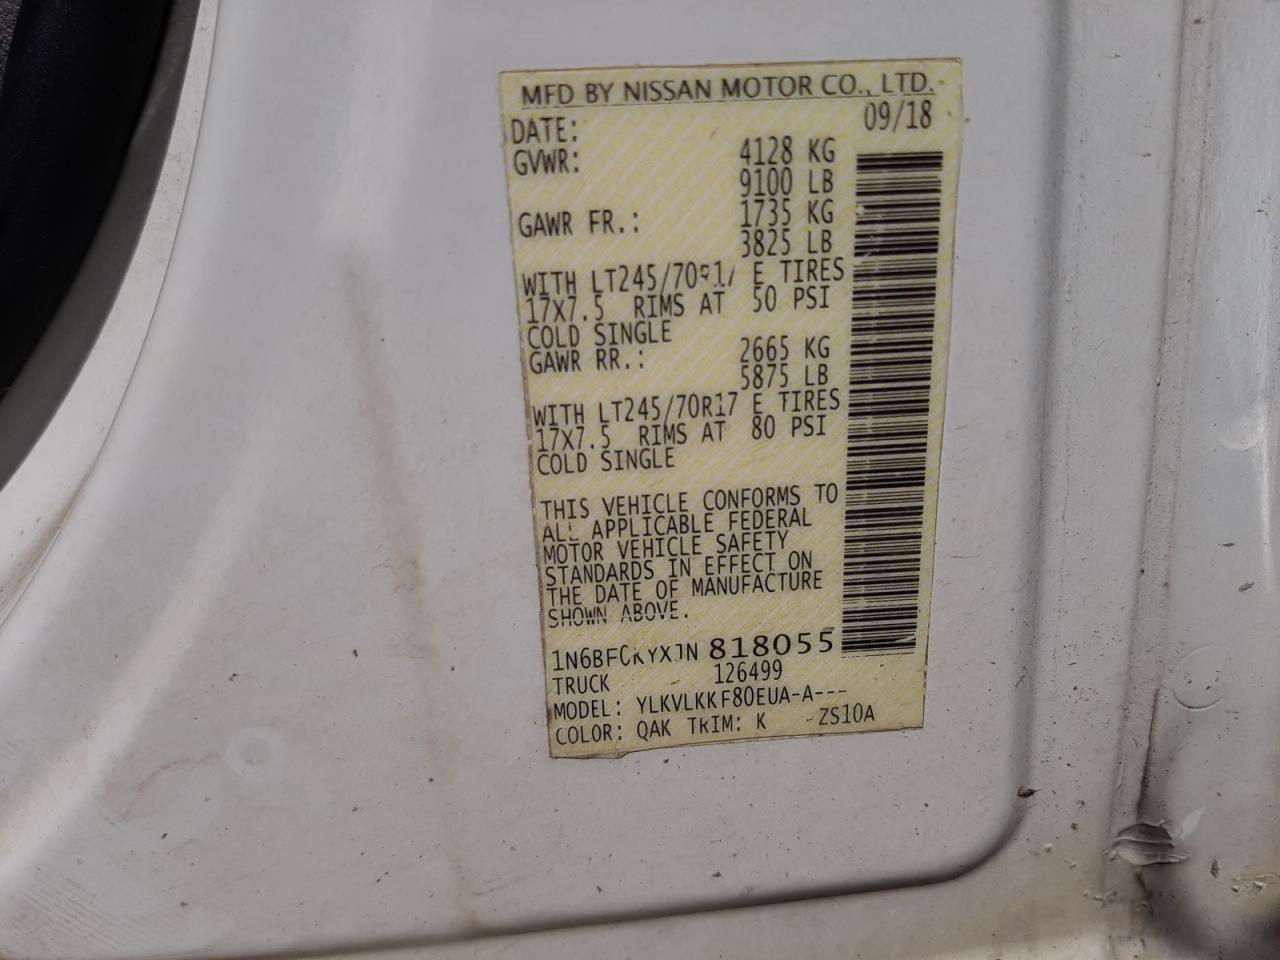 MFD BY NISSAN MOTOR CO., LTD.
DATE: 09/18
GVWR: 4128 KG
9100 LB
GAWR FR.: 1735 KG
3825 LB
WITH LT245/70R17 E TIRES
17X7.5 RIMS AT 50 PSI
COLD SINGLE
GAWR RR.: 2665 KG
5875 LB
WITH LT245/70R17 E TIRES
17X7.5 RIMS AT 80 PSI
COLD SINGLE
THIS VEHICLE CONFORMS TO
ALL APPLICABLE FEDERAL
MOTOR VEHICLE SAFETY
STANDARDS IN EFFECT ON
THE DATE OF MANUFACTURE
SHOWN ABOVE.
1N6BF0KYXJN 818055
TRUCK 126499
MODEL: YLKVLKKF80EUA-A---
COLOR: QAK TRIM: K -ZS10A